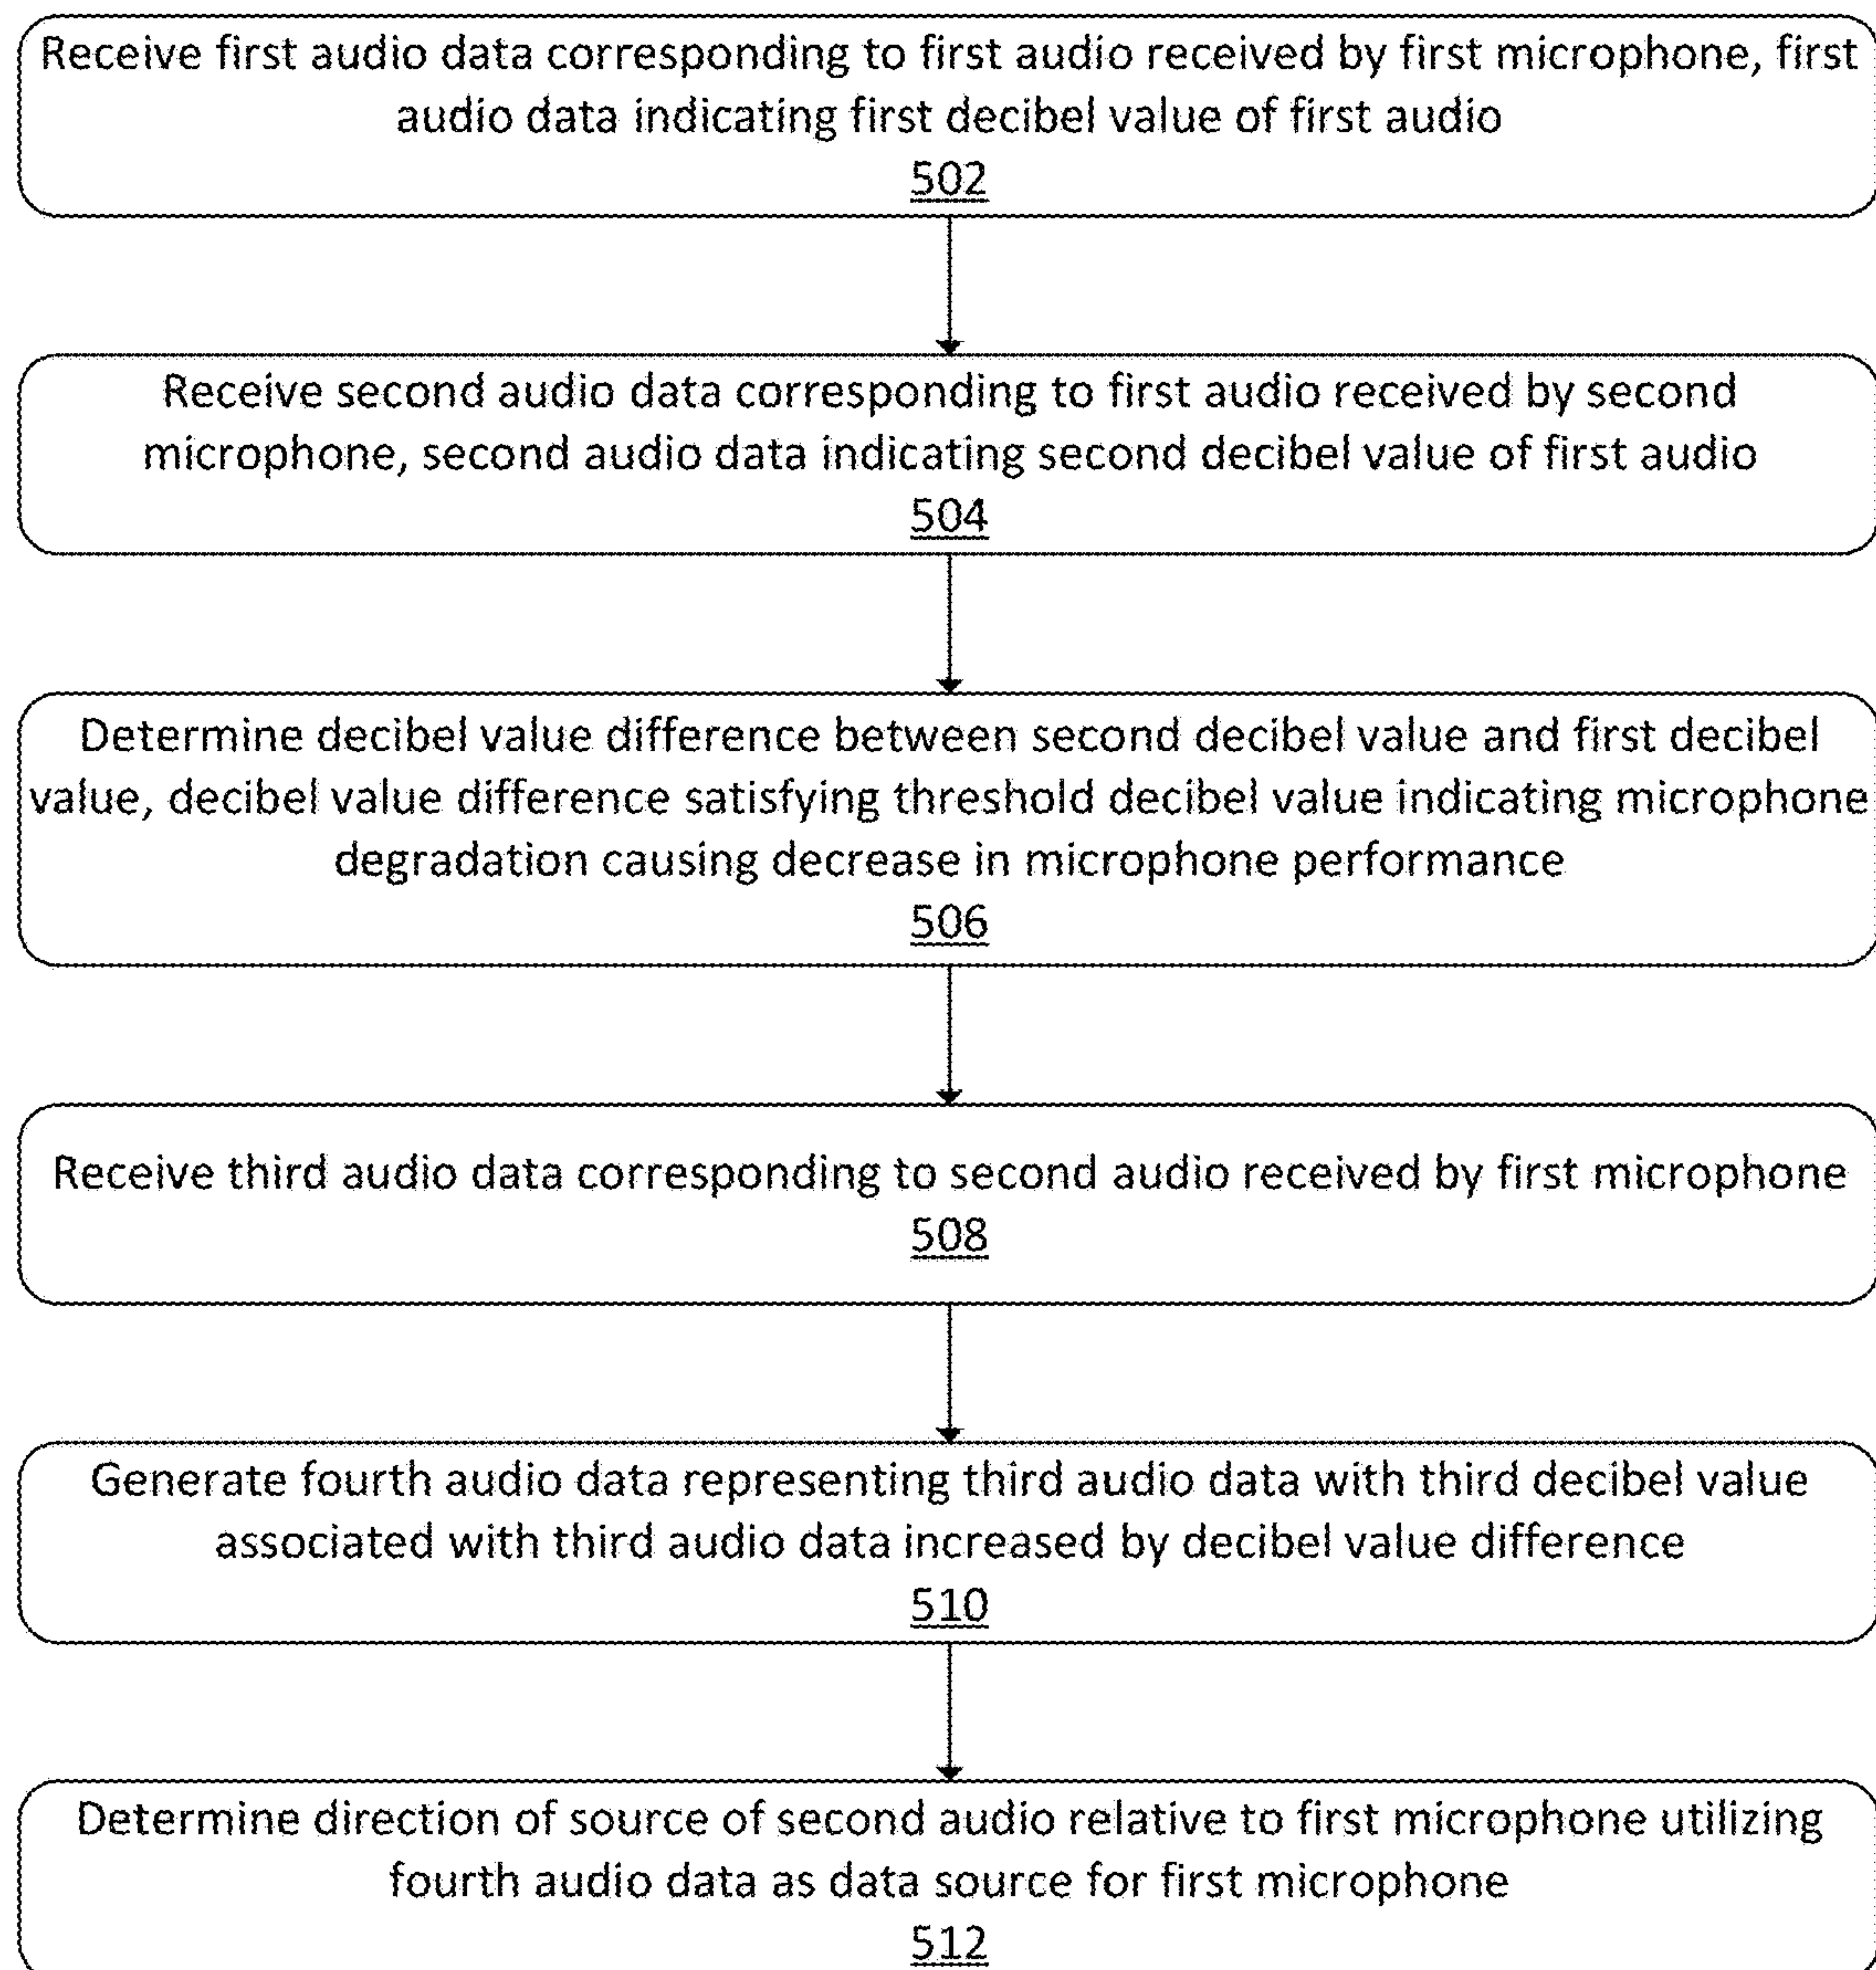 Receive first audio data corresponding to first audio received by first microphone, first
audio data indicating first decibel value of first audio
502
Receive second audio data corresponding to first audio received by second
microphone, second audio data indicating second decibel value of first audio
504
Determine decibel value difference between second decibel value and first decibel
value, decibel value difference satisfying threshold decibel value indicating microphone
degradation causing decrease in microphone performance
506
Receive third audio data corresponding to second audio received by first microphone
508
Generate fourth audio data representing third audio data with third decibel value
associated with third audio data increased by decibel value difference
510
Determine direction of source of second audio relative to first microphone utilizing
fourth audio data as data source for first microphone
512